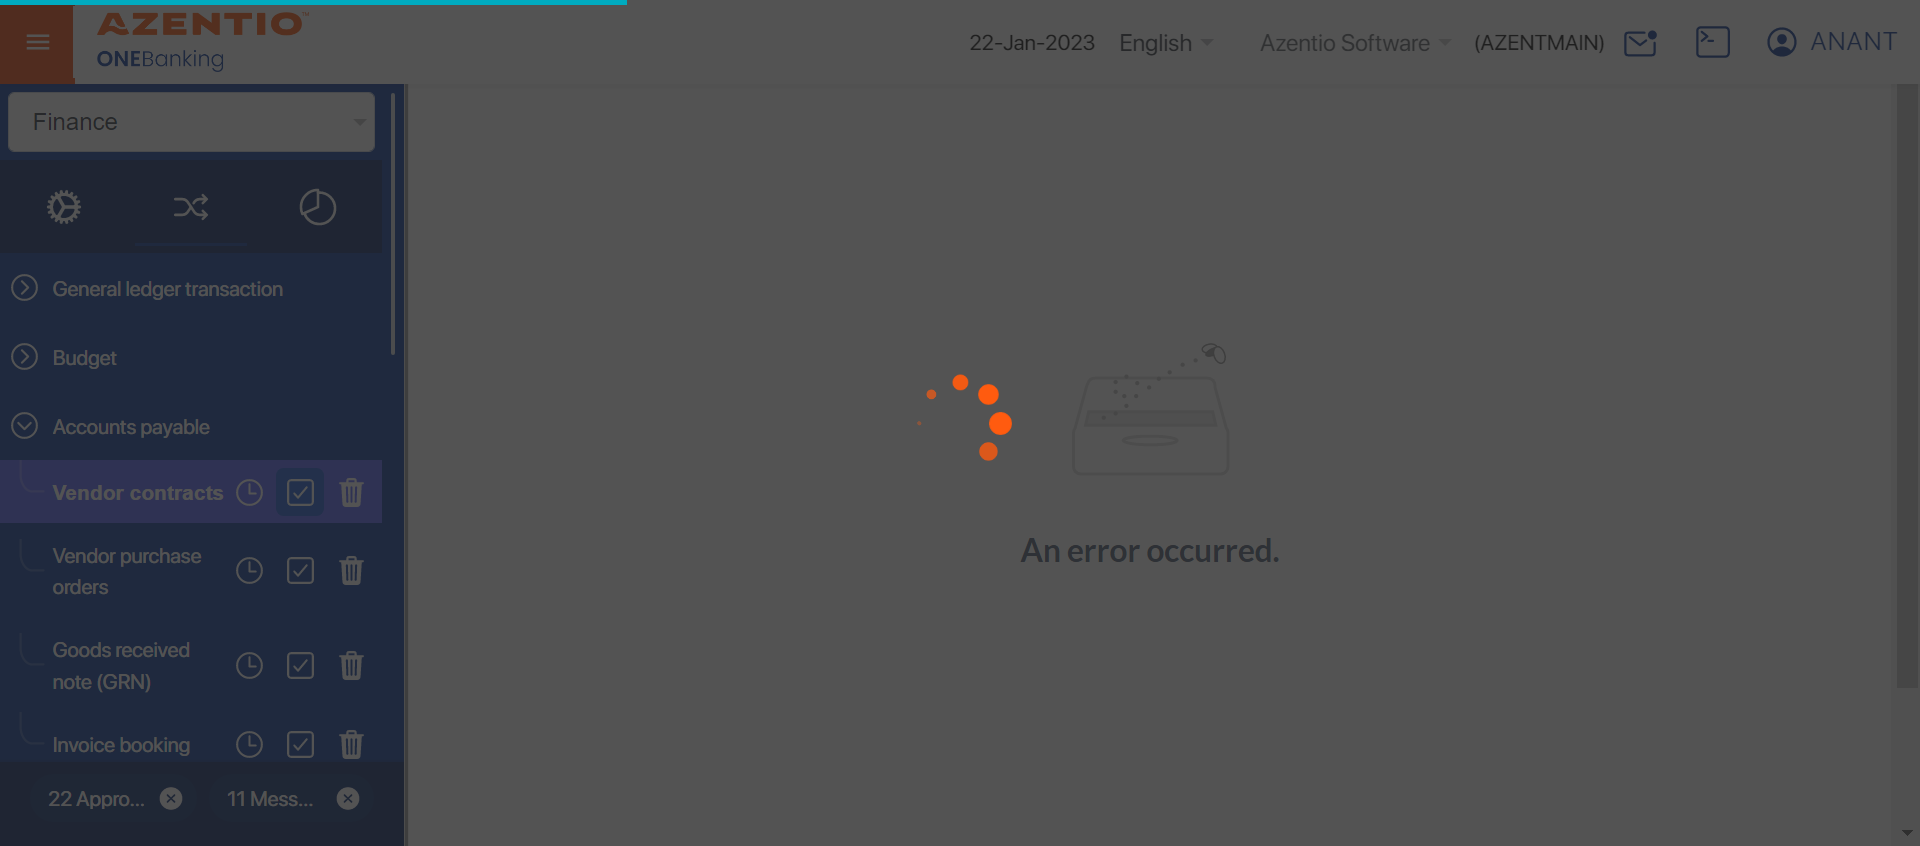 AZENTIO™
ONEBanking
22-Jan-2023
English
Azentio Software
(AZENTMAIN)
ANANT
Finance
General ledger transaction
Budget
Accounts payable
Vendor contracts
Vendor purchase
orders
Goods received
note (GRN)
Invoice booking
22 Appro...
11 Mess...
An error occurred.